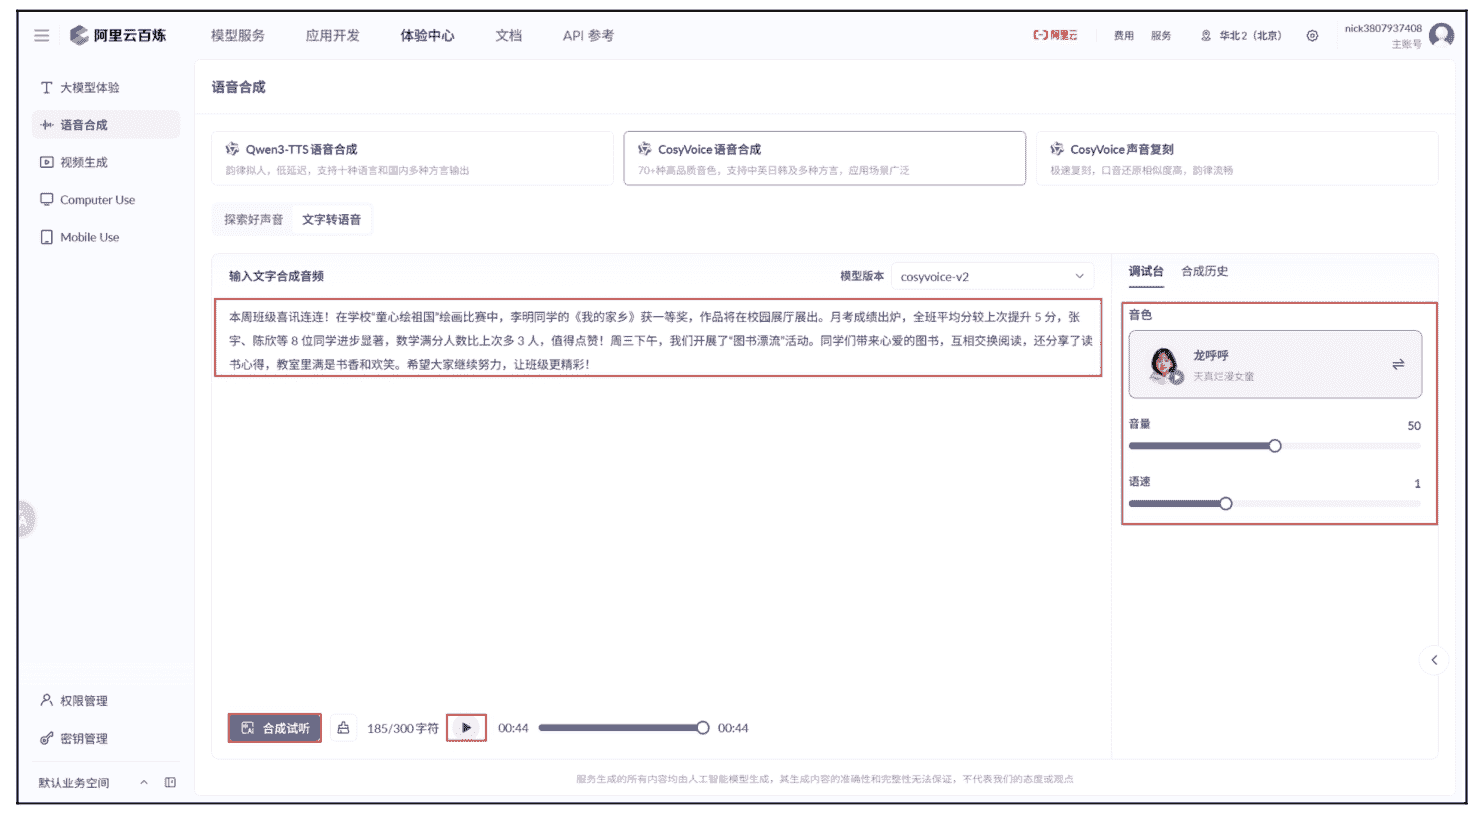 阿里云百炼
模型服务
应用开发
体验中心
文档
API 参考
阿里云
费用
服务
华北2（北京）
nick3807937408
主账号
大模型体验
语音合成
视频生成
Computer Use
Mobile Use
权限管理
密钥管理
默认业务空间
语音合成
Qwen3-TTS语音合成
韵律拟人，低延迟，支持十种语言和国内多种方言输出
CosyVoice语音合成
70+种高品质音色，支持中英日韩及多种方言，应用场景广泛
CosyVoice声音复刻
极速复刻，口音还原相似度高，韵律流畅
探索好声音
文字转语音
输入文字合成音频
模型版本
cosyvoice-v2
本周班级喜讯连连！在学校"童心绘祖国"绘画比赛中，李明同学的《我的家乡》获一等奖，作品将在校园展厅展出。月考成绩出炉，全班平均分较上次提升 5 分，张
宇、陈欣等 8 位同学进步显著，数学满分人数比上次多 3 人，值得点赞！周三下午，我们开展了"图书漂流"活动。同学们带来心爱的图书，互相交换阅读，还分享了读
书心得，教室里满是书香和欢笑。希望大家继续努力，让班级更精彩！
合成试听
185/300字符
00:44
00:44
调试台
合成历史
音色
龙呼呼
天真烂漫女童
音量
50
语速
1
服务生成的所有内容均由人工智能模型生成，其生成内容的准确性和完整性无法保证，不代表我们的态度或观点